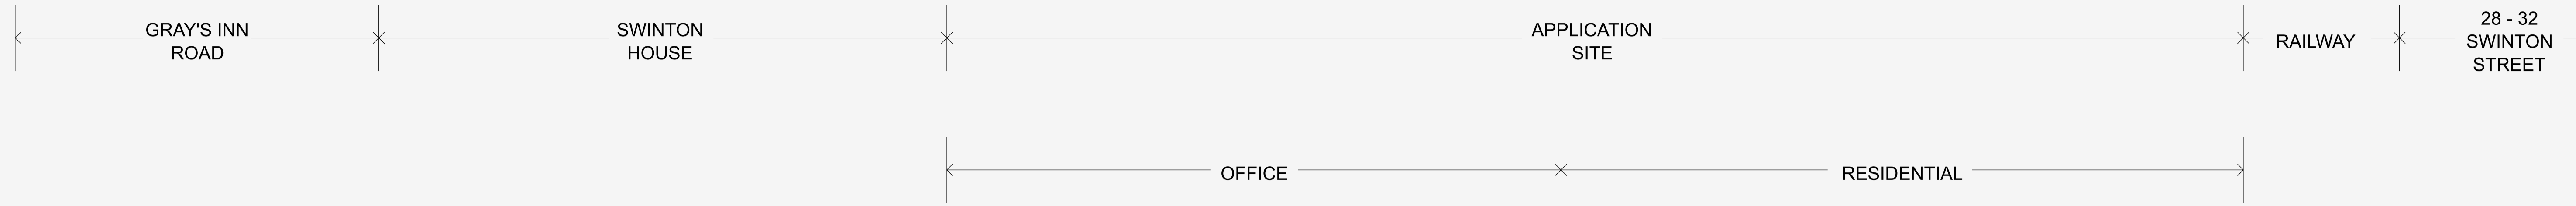 GRAY'S INN
ROAD
SWINTON
HOUSE
APPLICATION
SITE
RAILWAY
28 - 32
SWINTON
STREET
OFFICE
RESIDENTIAL